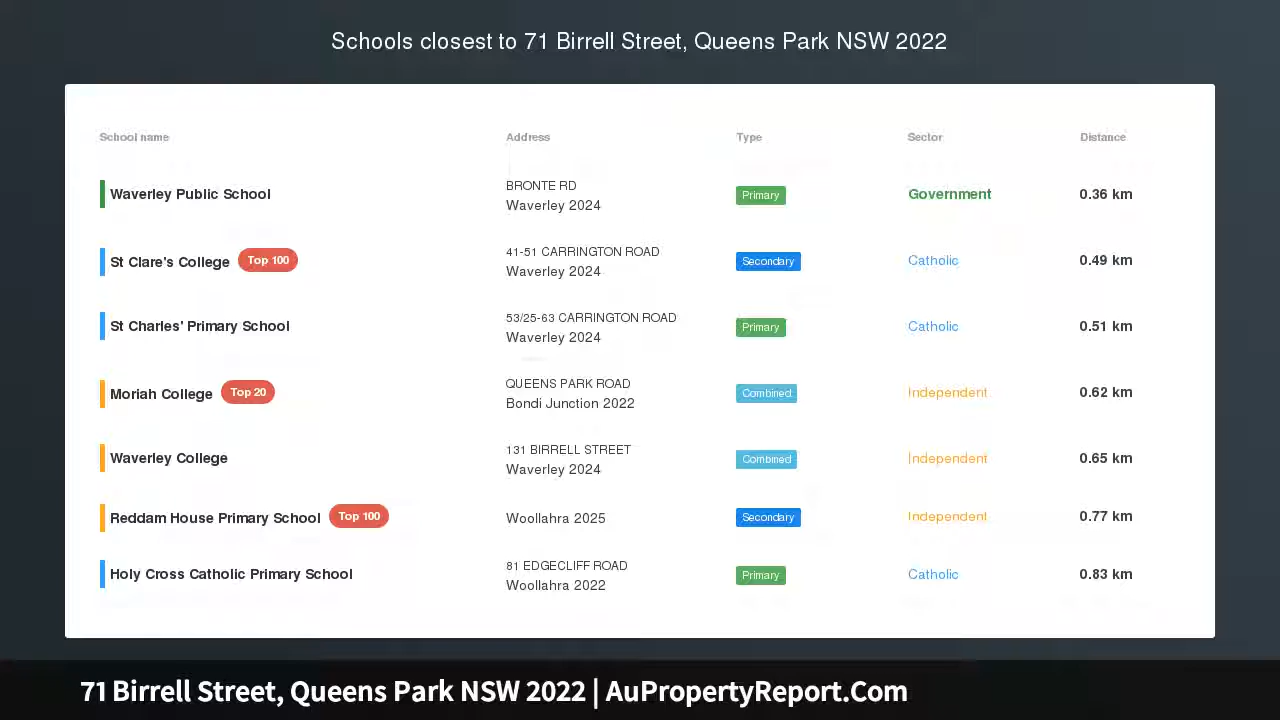 Schools closest to 71 Birrell Street, Queens Park NSW 2022
School name Address Type Sector Distance
Waverley Public School BRONTE RD Primary Government 0.36 km
Waverley 2024
St Clare's College Top 100 41-51 CARRINGTON ROAD Secondary Catholic 0.49 km
Waverley 2024
St Charles' Primary School 53/25-63 CARRINGTON ROAD Primary Catholic 0.51 km
Waverley 2024
Moriah College Top 20 QUEENS PARK ROAD Combined Independent 0.62 km
Bondi Junction 2022
Waverley College 131 BIRRELL STREET Combined Independent 0.65 km
Waverley 2024
Reddam House Primary School Top 100 Woollahra 2025 Secondary Independent 0.77 km
Holy Cross Catholic Primary School 81 EDGECLIFF ROAD Primary Catholic 0.83 km
Woollahra 2022
71 Birrell Street, Queens Park NSW 2022 | AuPropertyReport.Com